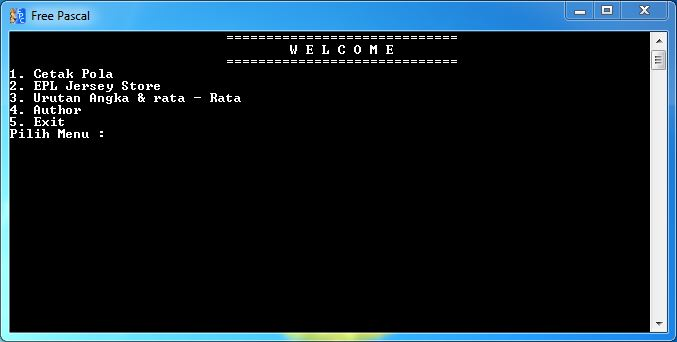 Free Pascal
=============================
W E L C O M E
=============================
1. Cetak Pola
2. EPL Jersey Store
3. Urutan Angka & rata - Rata
4. Author
5. Exit
Pilih Menu :